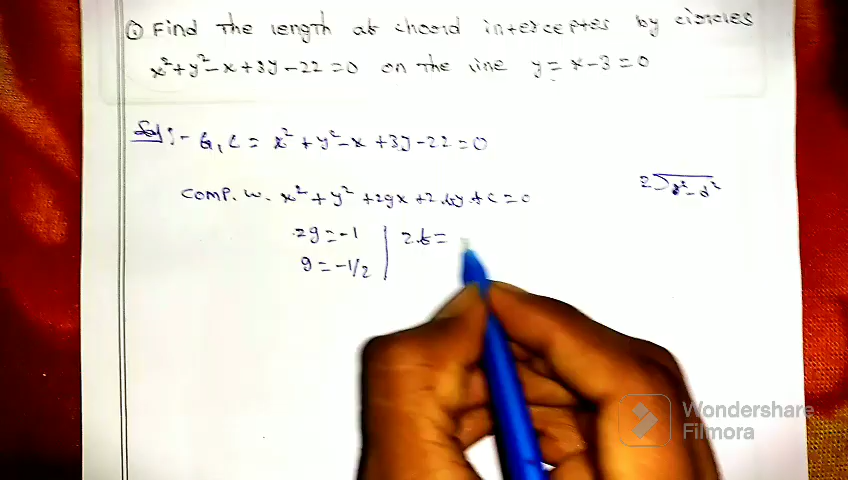 ① Find the length of chord intercepted by circles
x²+y²-x+3y-22=0 on the line y=x-3=0
Sol :- G, C = x²+y²-x+3y-22=0
comp. w. x²+y²+2gx+2fy+c=0
2√r²-d²
2g=-1 | 2f=
g=-1/2
Wondershare
Filmora